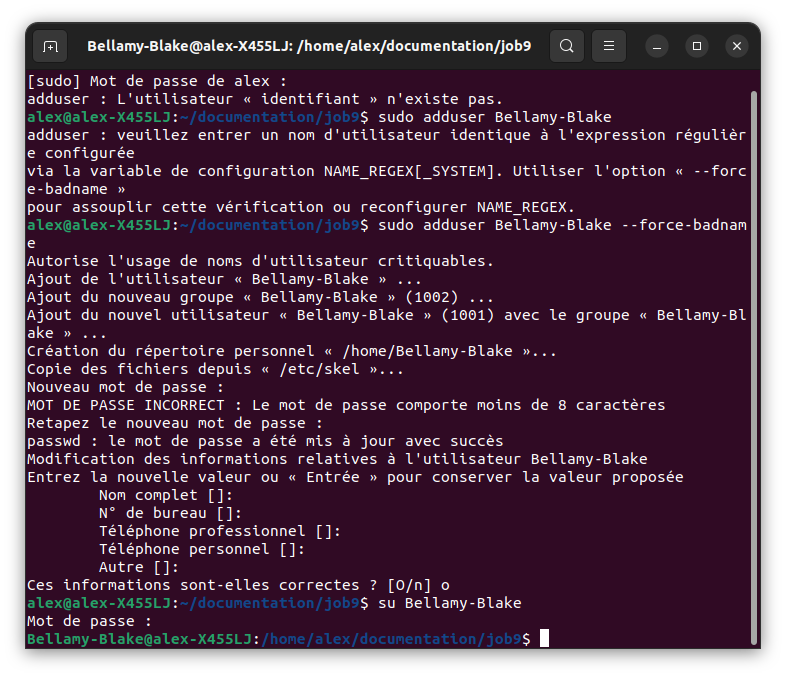 Bellamy-Blake@alex-X455LJ: /home/alex/documentation/job9
[sudo] Mot de passe de alex :
adduser : L'utilisateur « identifiant » n'existe pas.
alex@alex-X455LJ:~/documentation/job9$ sudo adduser Bellamy-Blake
adduser : veuillez entrer un nom d'utilisateur identique à l'expression régulièr
e configurée
via la variable de configuration NAME_REGEX[_SYSTEM]. Utiliser l'option « --forc
e-badname »
pour assouplir cette vérification ou reconfigurer NAME_REGEX.
alex@alex-X455LJ:~/documentation/job9$ sudo adduser Bellamy-Blake --force-badnam
e
Autorise l'usage de noms d'utilisateur critiquables.
Ajout de l'utilisateur « Bellamy-Blake » ...
Ajout du nouveau groupe « Bellamy-Blake » (1002) ...
Ajout du nouvel utilisateur « Bellamy-Blake » (1001) avec le groupe « Bellamy-Bl
ake » ...
Création du répertoire personnel « /home/Bellamy-Blake »...
Copie des fichiers depuis « /etc/skel »...
Nouveau mot de passe :
MOT DE PASSE INCORRECT : Le mot de passe comporte moins de 8 caractères
Retapez le nouveau mot de passe :
passwd : le mot de passe a été mis à jour avec succès
Modification des informations relatives à l'utilisateur Bellamy-Blake
Entrez la nouvelle valeur ou « Entrée » pour conserver la valeur proposée
Nom complet []:
N° de bureau []:
Téléphone professionnel []:
Téléphone personnel []:
Autre []:
Ces informations sont-elles correctes ? [O/n] o
alex@alex-X455LJ:~/documentation/job9$ su Bellamy-Blake
Mot de passe :
Bellamy-Blake@alex-X455LJ:/home/alex/documentation/job9$